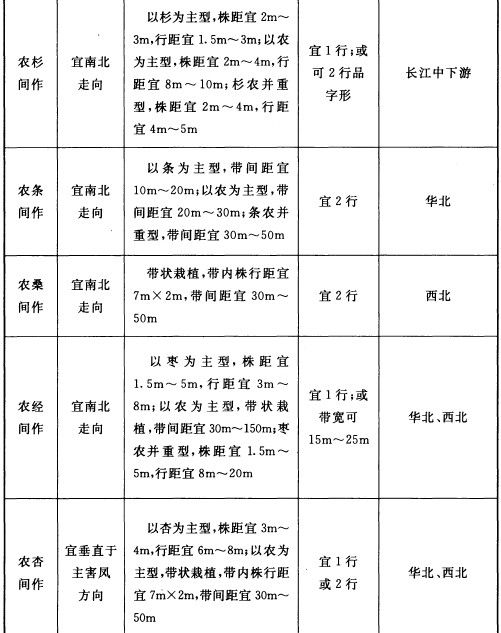 农杉
间作
宜南北
走向
以杉为主型,株距宜 2m～
3m,行距宜 1.5m～3m;以农
为主型,株距宜 2m～4m,行
距宜 8m～10m;杉农并重
型,株距宜 2m～4m,行距
宜 4m～5m
宜 1 行;或
可 2 行品
字形
长江中下游
农条
间作
宜南北
走向
以条为主型,带间距宜
10m～20m;以农为主型,带
间距宜 20m～30m;条农并
重型,带间距宜 30m～50m
宜 2 行
华北
农桑
间作
宜南北
走向
带状栽植,带内株行距宜
7m×2m,带间距宜 30m～
50m
宜 2 行
西北
农经
间作
宜南北
走向
以枣为主型,株距宜
1.5m～5m,行距宜 3m～
8m;以农为主型,带状栽
植,带间距宜 30m～150m;枣
农并重型,株距宜 1.5m～
5m,行距宜 8m～20m
宜 1 行;或
带宽可
15m～25m
华北、西北
农杏
间作
宜垂直于
主害风
方向
以杏为主型,株距宜 3m～
4m,行距宜 6m～8m;以农为
主型,带状栽植,带内株行距
宜 7m×2m,带间距宜 30m～
50m
宜 1 行
或 2 行
华北、西北